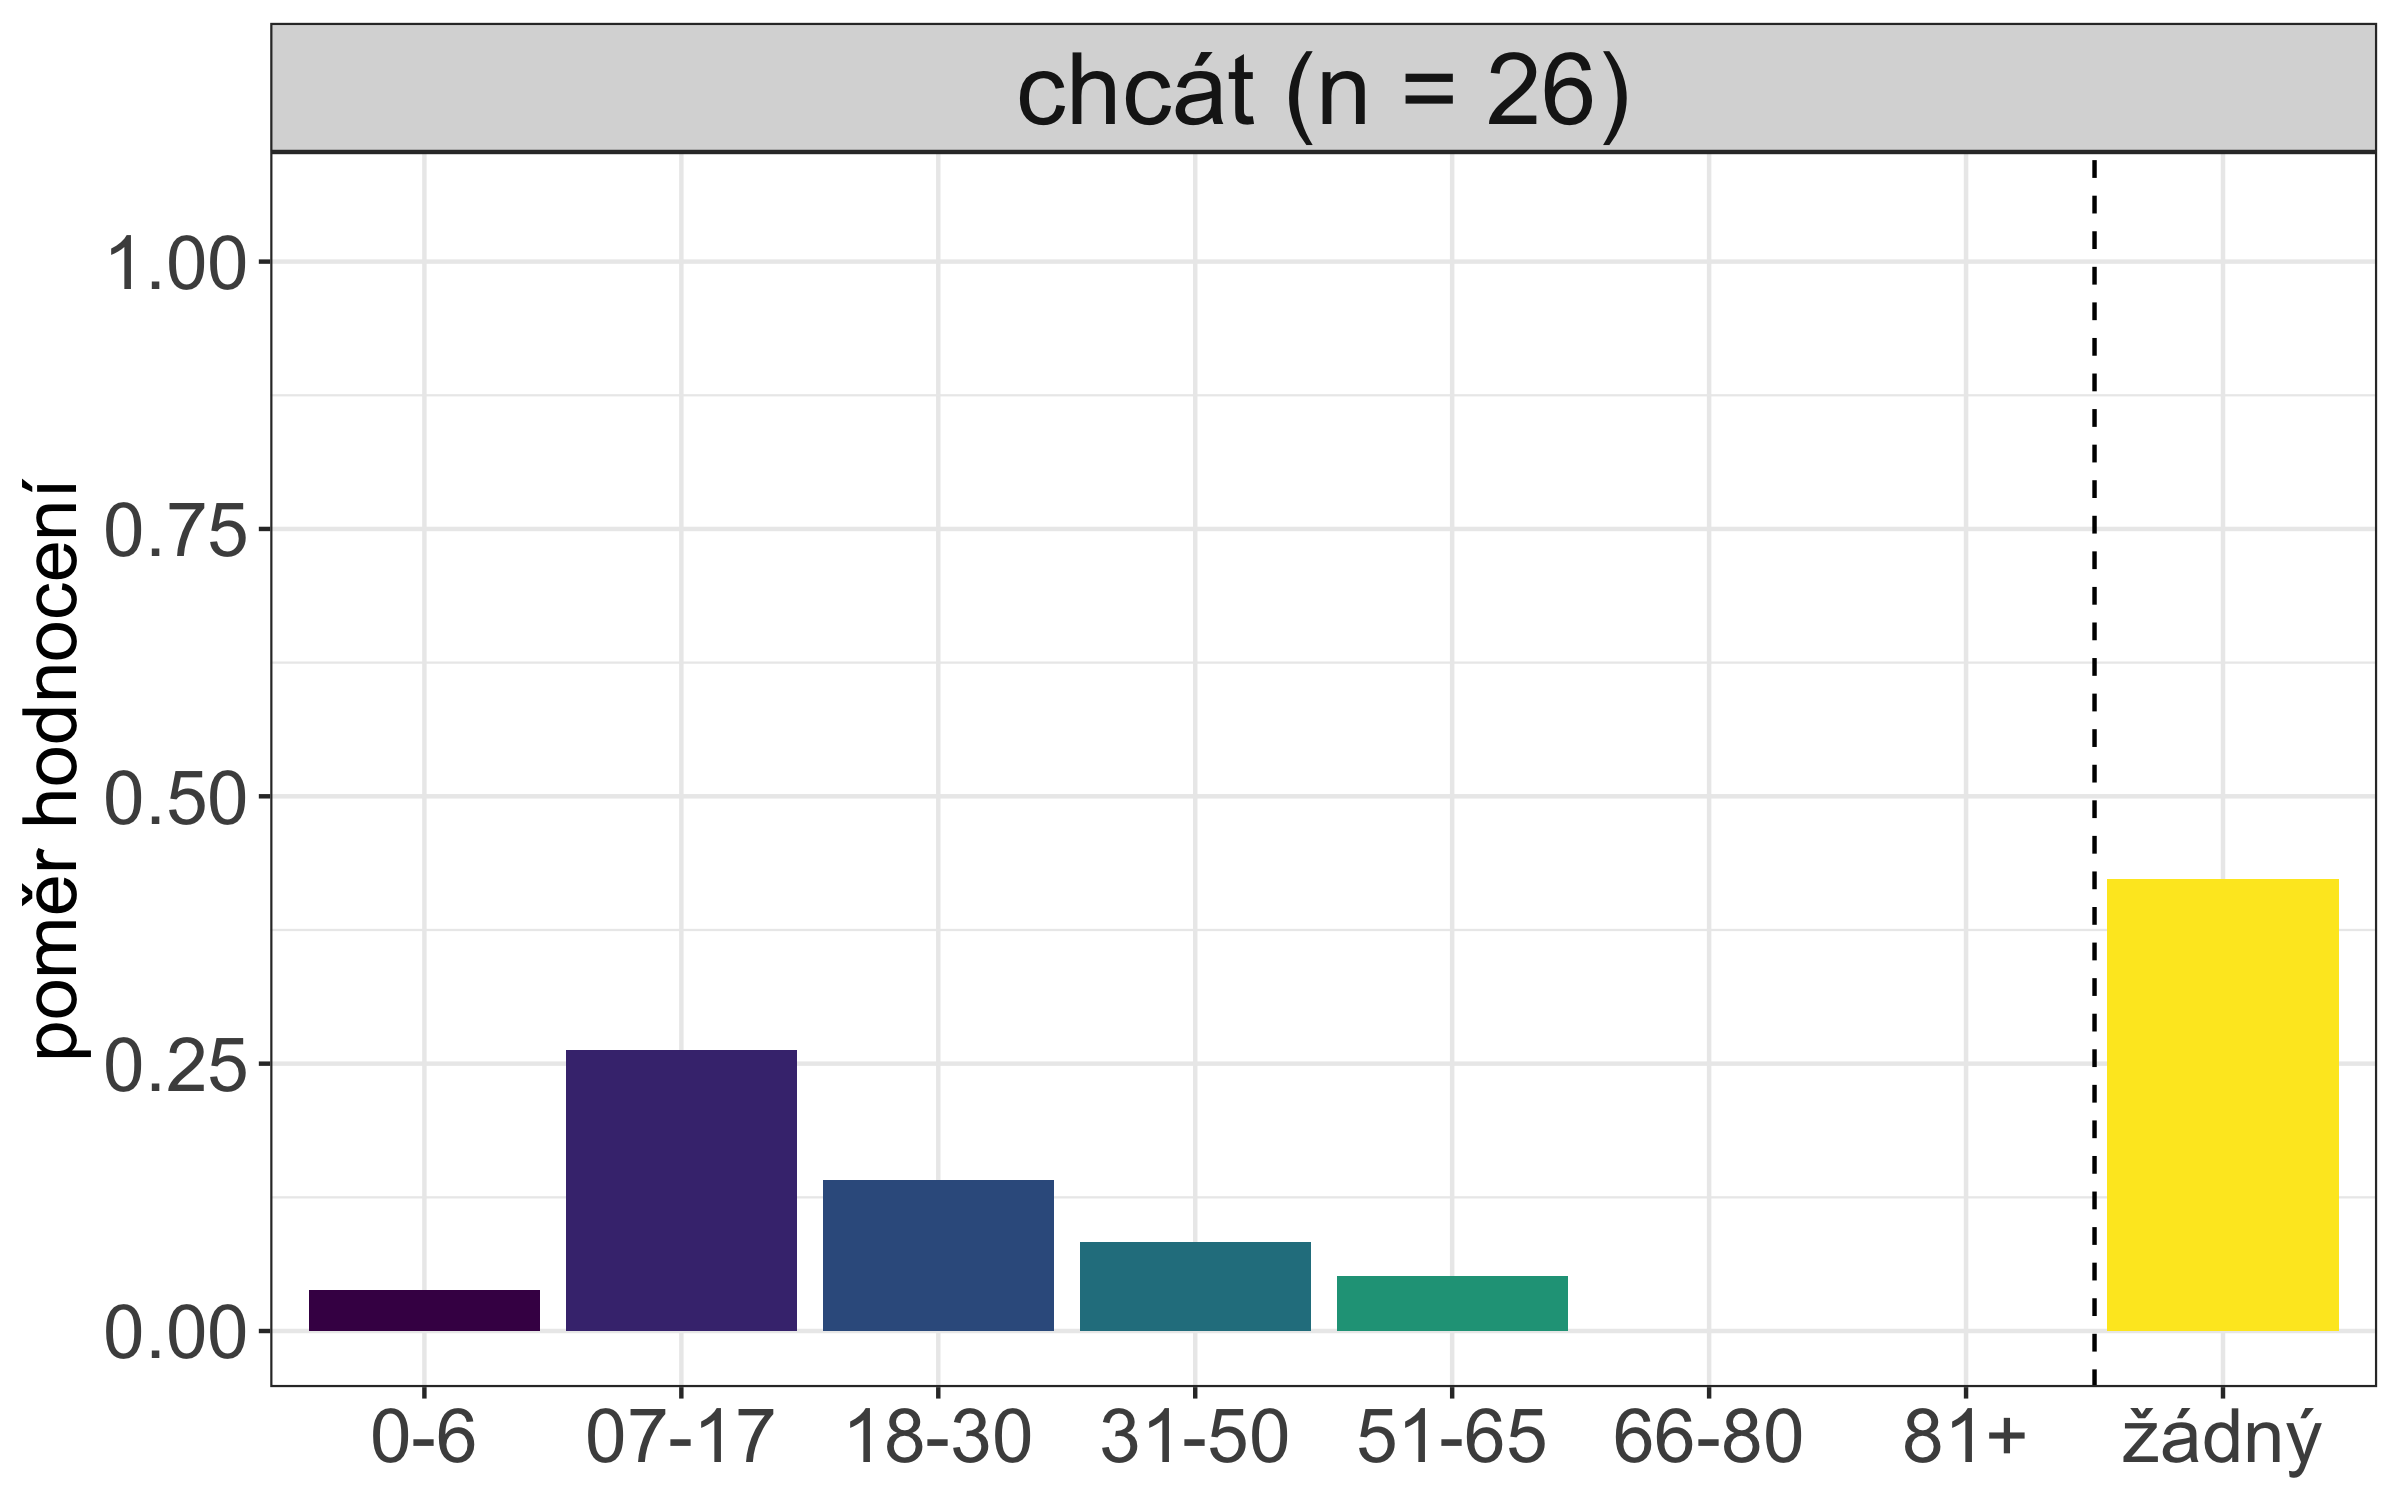 chcát (n = 26)
poměr hodnocení
1.00
0.75
0.50
0.25
0.00
0-6 07-17 18-30 31-50 51-65 66-80 81+ žádný